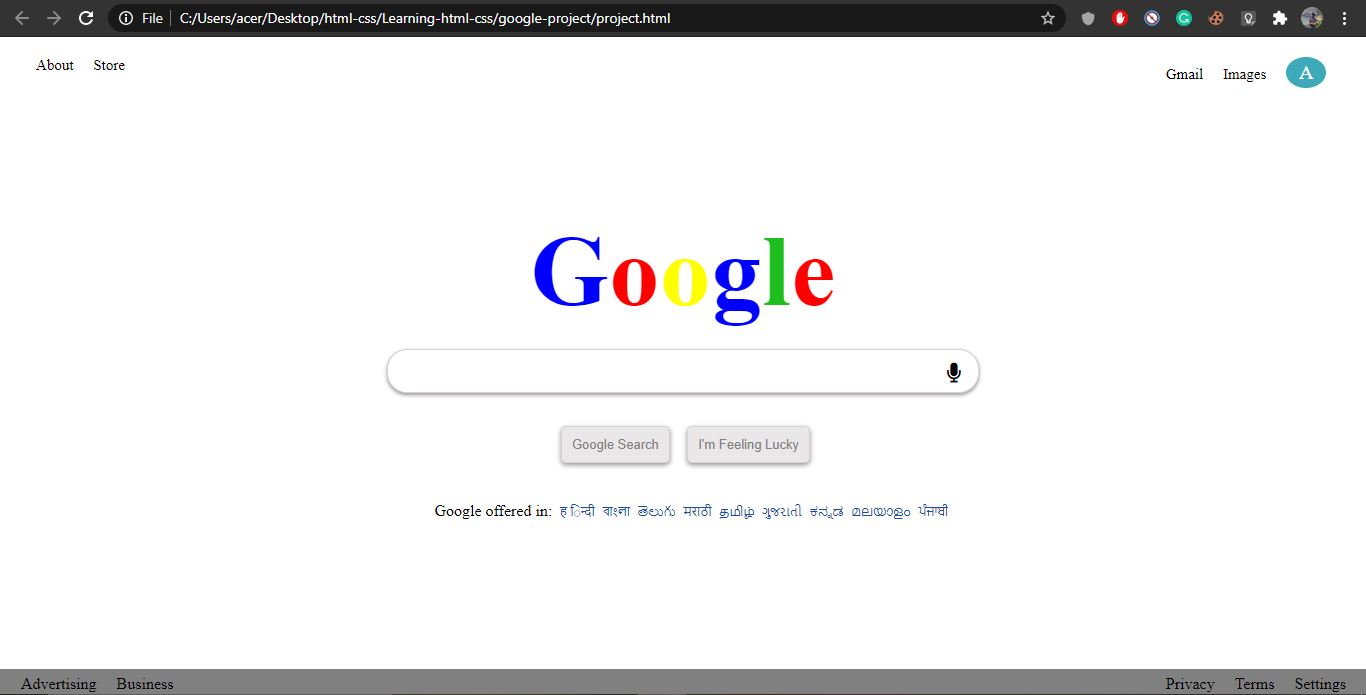 File C:/Users/acer/Desktop/html-css/Learning-html-css/google-project/project.html
About Store Gmail Images A
Google
Google Search I'm Feeling Lucky
Google offered in: ह िन्दी বাংলা తెలుగు मराठी தமிழ் ગુજરાતી ಕನ್ನಡ മലയാളം ਪੰਜਾਬੀ
Advertising Business Privacy Terms Settings